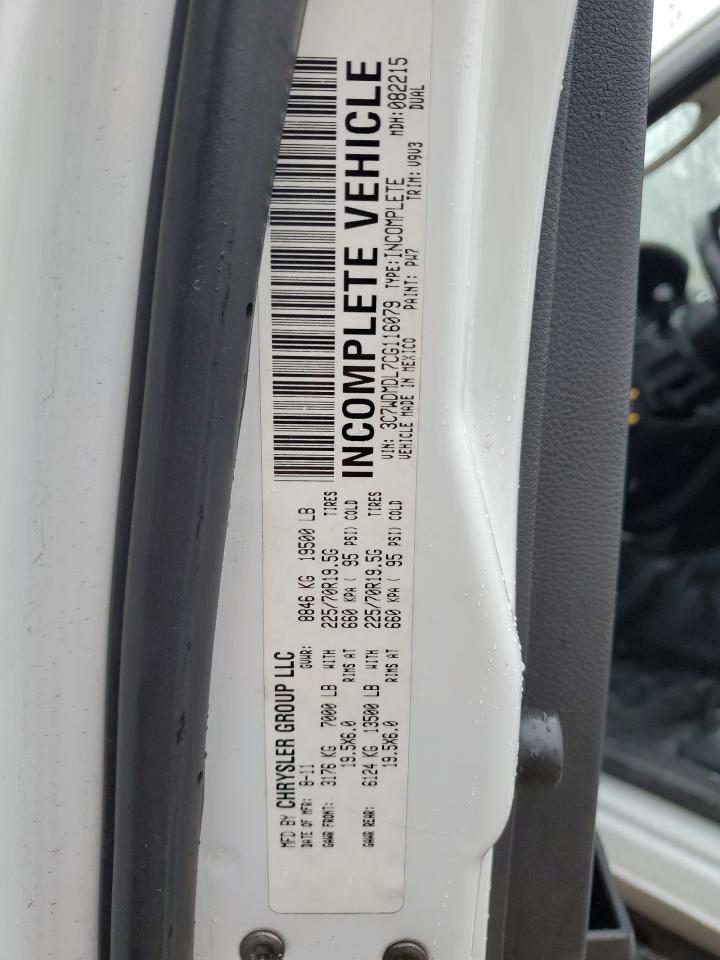 MFD BY CHRYSLER GROUP LLC
DATE OF MFR: 8-11 GVWR: 8846 KG 19500 LB
GAWR FRONT: 3176 KG 7000 LB WITH 225/70R19.5G TIRES
19.5X6.0 RIMS AT 660 KPA ( 95 PSI) COLD
GAWR REAR: 6124 KG 13500 LB WITH 225/70R19.5G TIRES
19.5X6.0 RIMS AT 660 KPA ( 95 PSI) COLD
INCOMPLETE VEHICLE
VIN: 3C7WDMDL7CG116079 TYPE: INCOMPLETE MDH: 082215
VEHICLE MADE IN MEXICO PAINT: PW7 TRIM: V9V3 DUAL